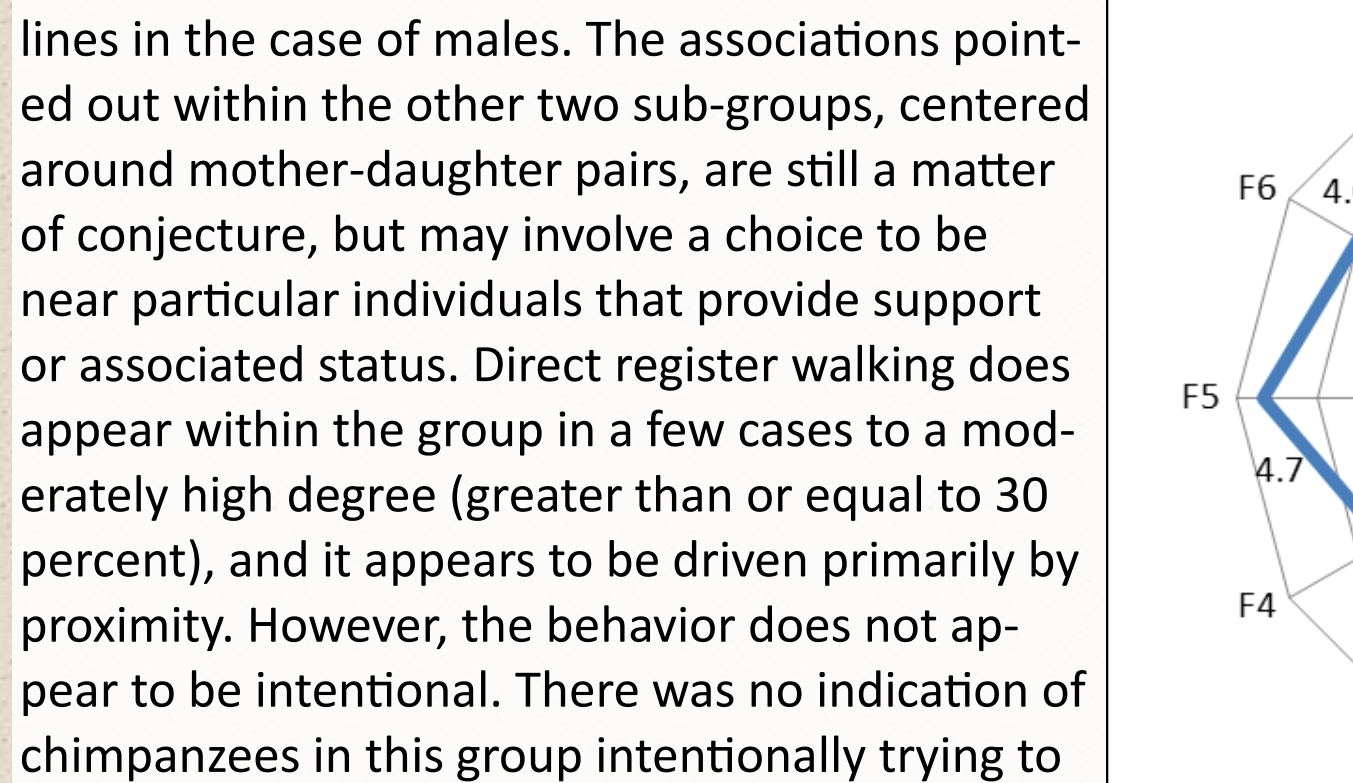 lines in the case of males. The associations point-
ed out within the other two sub-groups, centered
around mother-daughter pairs, are still a matter
of conjecture, but may involve a choice to be
near particular individuals that provide support
or associated status. Direct register walking does
appear within the group in a few cases to a mod-
erately high degree (greater than or equal to 30
percent), and it appears to be driven primarily by
proximity. However, the behavior does not ap-
pear to be intentional. There was no indication of
chimpanzees in this group intentionally trying to
F6
4.
F5
4.7
F4